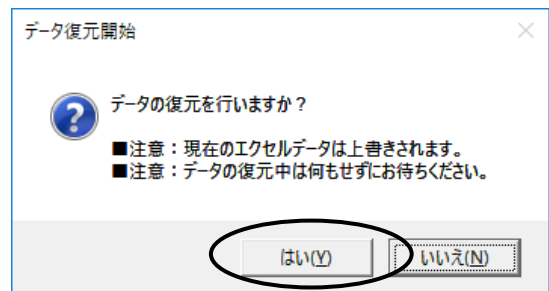 データ復元開始
データの復元を行いますか？
■注意：現在のエクセルデータは上書きされます。
■注意：データの復元中は何もせずにお待ちください。
はい(Y) いいえ(N)